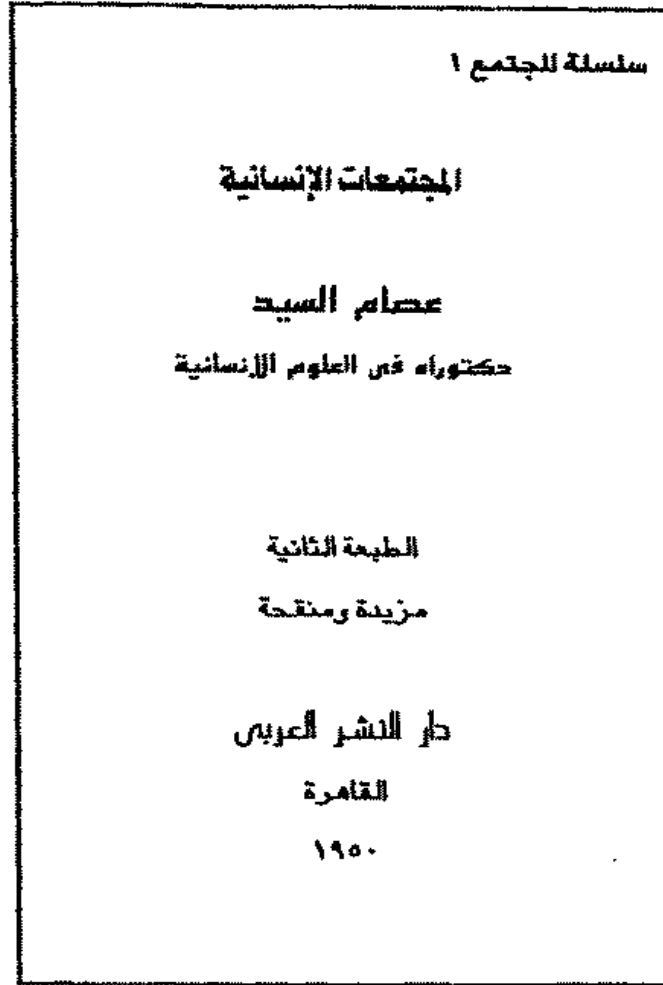 سلسلة المجتمع ١
المجتمعات الإنسانية
عصام السيد
دكتوراه فى العلوم الإنسانية
الطبعة الثانية
مزيدة ومنقحة
دار النشر العربى
القاهرة
١٩٥٠